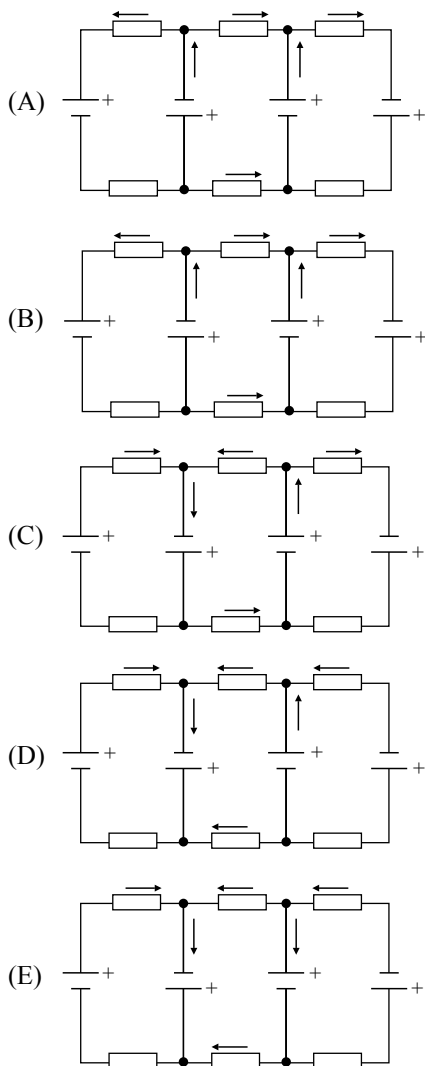 (A) + + + +
(B) + + + +
(C) + + + +
(D) + + + +
(E) + + + +